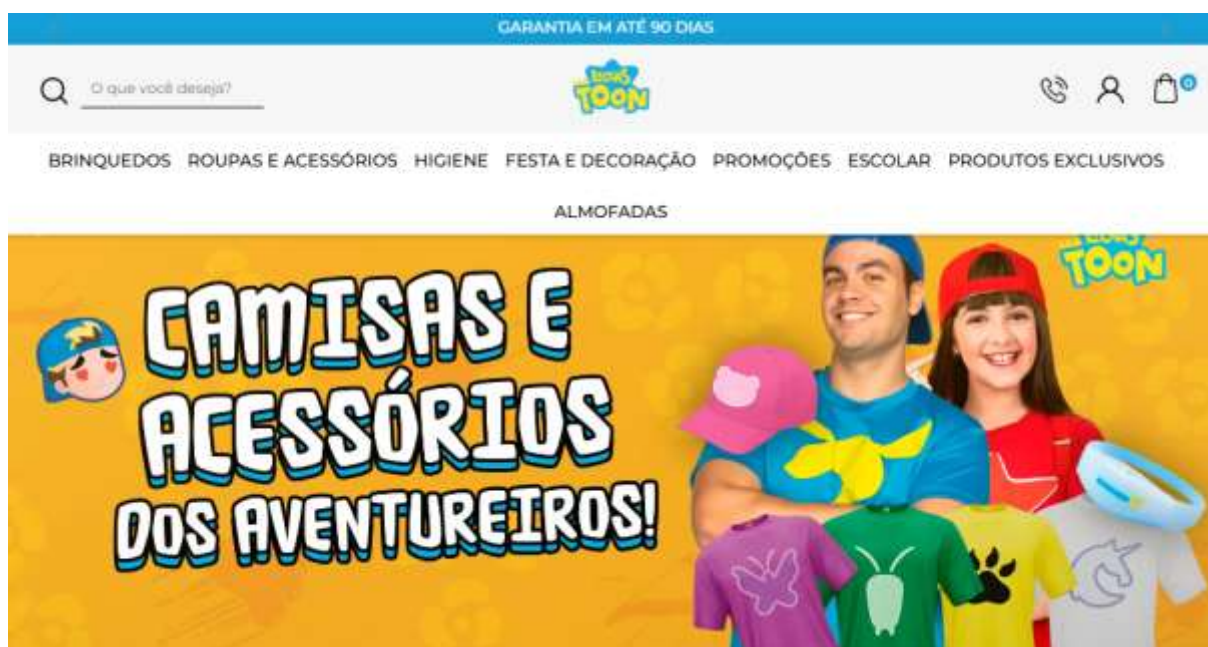 GARANTIA EM ATÉ 90 DIAS
O que você deseja?
TOON
0
BRINQUEDOS ROUPAS E ACESSÓRIOS HIGIENE FESTA E DECORAÇÃO PROMOÇÕES ESCOLAR PRODUTOS EXCLUSIVOS
ALMOFADAS
TOON
CAMISAS E
ACESSÓRIOS
DOS AVENTUREIROS!